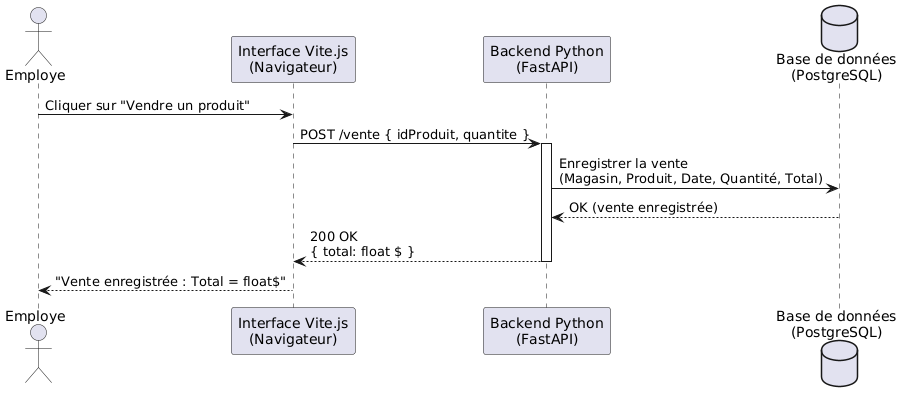 Employe
Interface Vite.js
(Navigateur)
Backend Python
(FastAPI)
Base de données
(PostgreSQL)
Cliquer sur "Vendre un produit"
POST /vente { idProduit, quantite }
Enregistrer la vente
(Magasin, Produit, Date, Quantité, Total)
OK (vente enregistrée)
200 OK
{ total: float $ }
"Vente enregistrée : Total = float$"
Employe
Interface Vite.js
(Navigateur)
Backend Python
(FastAPI)
Base de données
(PostgreSQL)